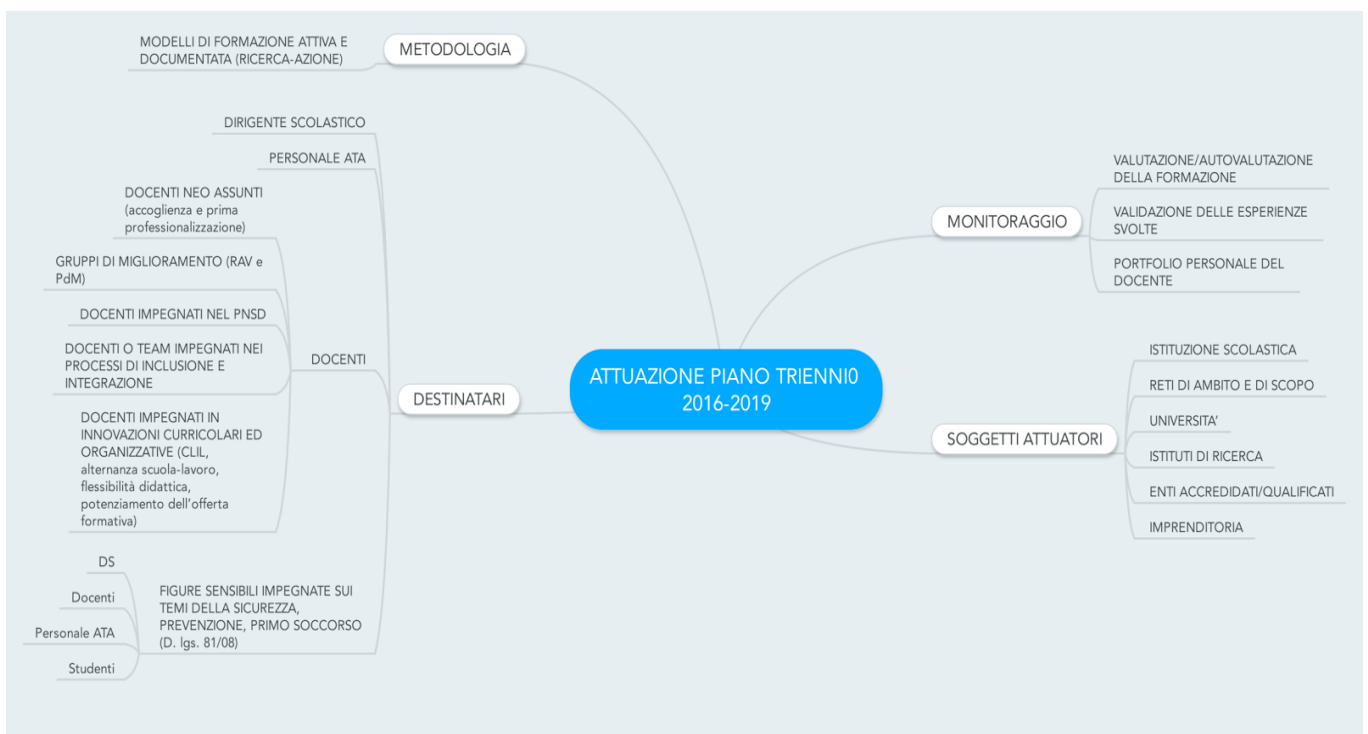 MODELLI DI FORMAZIONE ATTIVA E
DOCUMENTATA (RICERCA-AZIONE)
METODOLOGIA
DIRIGENTE SCOLASTICO
PERSONALE ATA
DOCENTI NEO ASSUNTI
(accoglienza e prima
professionalizzazione)
GRUPPI DI MIGLIORAMENTO (RAV e
PdM)
DOCENTI IMPEGNATI NEL PNSD
DOCENTI O TEAM IMPEGNATI NEI
PROCESSI DI INCLUSIONE E
INTEGRAZIONE
DOCENTI IMPEGNATI IN
INNOVAZIONI CURRICOLARI ED
ORGANIZZATIVE (CLIL,
alternanza scuola-lavoro,
flessibilità didattica,
potenziamento dell'offerta
formativa)
DOCENTI
DS
Docenti
Personale ATA
Studenti
FIGURE SENSIBILI IMPEGNATE SUI
TEMI DELLA SICUREZZA,
PREVENZIONE, PRIMO SOCCORSO
(D. lgs. 81/08)
DESTINATARI
ATTUAZIONE PIANO TRIENNI0
2016-2019
MONITORAGGIO
VALUTAZIONE/AUTOVALUTAZIONE
DELLA FORMAZIONE
VALIDAZIONE DELLE ESPERIENZE
SVOLTE
PORTFOLIO PERSONALE DEL
DOCENTE
SOGGETTI ATTUATORI
ISTITUZIONE SCOLASTICA
RETI DI AMBITO E DI SCOPO
UNIVERSITA'
ISTITUTI DI RICERCA
ENTI ACCREDIDATI/QUALIFICATI
IMPRENDITORIA